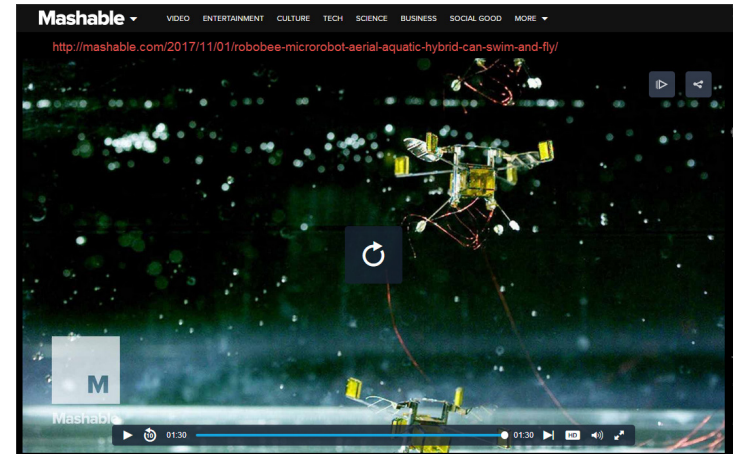 Mashable VIDEO ENTERTAINMENT CULTURE TECH SCIENCE BUSINESS SOCIAL GOOD MORE
http://mashable.com/2017/11/01/robobee-microrobot-aerial-aquatic-hybrid-can-swim-and-fly/
M
Mashable
10 01:30 01:30 HD